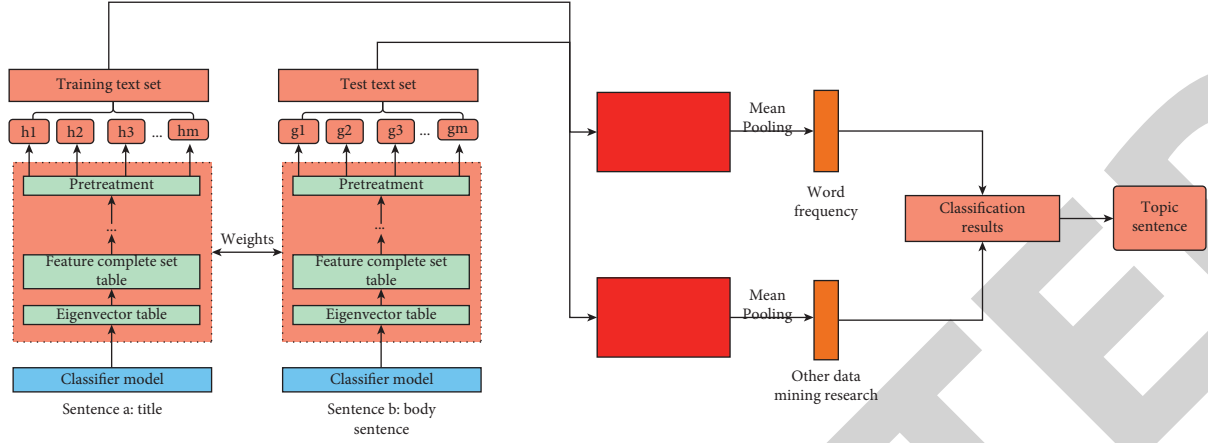 Training text set
h1 h2 h3 ... hm
Pretreatment
...
Feature complete set
table
Eigenvector table
Classifier model
Sentence a: title
Weights
Test text set
g1 g2 g3 ... gm
Pretreatment
...
Feature complete set
table
Eigenvector table
Classifier model
Sentence b: body
sentence
Mean
Pooling
Word
frequency
Mean
Pooling
Other data
mining research
Classification
results
Topic
sentence